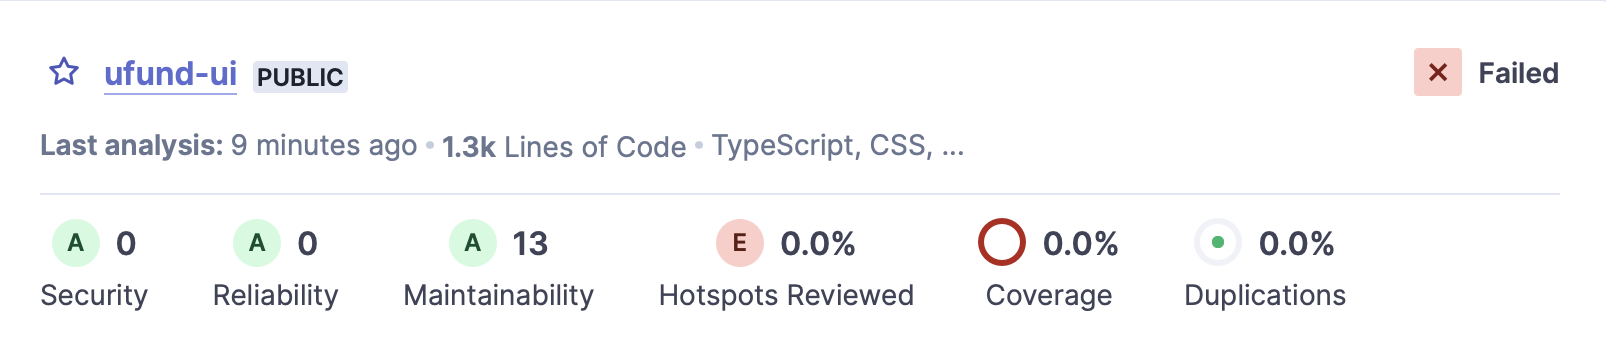 ufund-ui PUBLIC Failed
Last analysis: 9 minutes ago • 1.3k Lines of Code • TypeScript, CSS, ...
A 0 A 0 A 13 E 0.0% 0.0% 0.0%
Security Reliability Maintainability Hotspots Reviewed Coverage Duplications